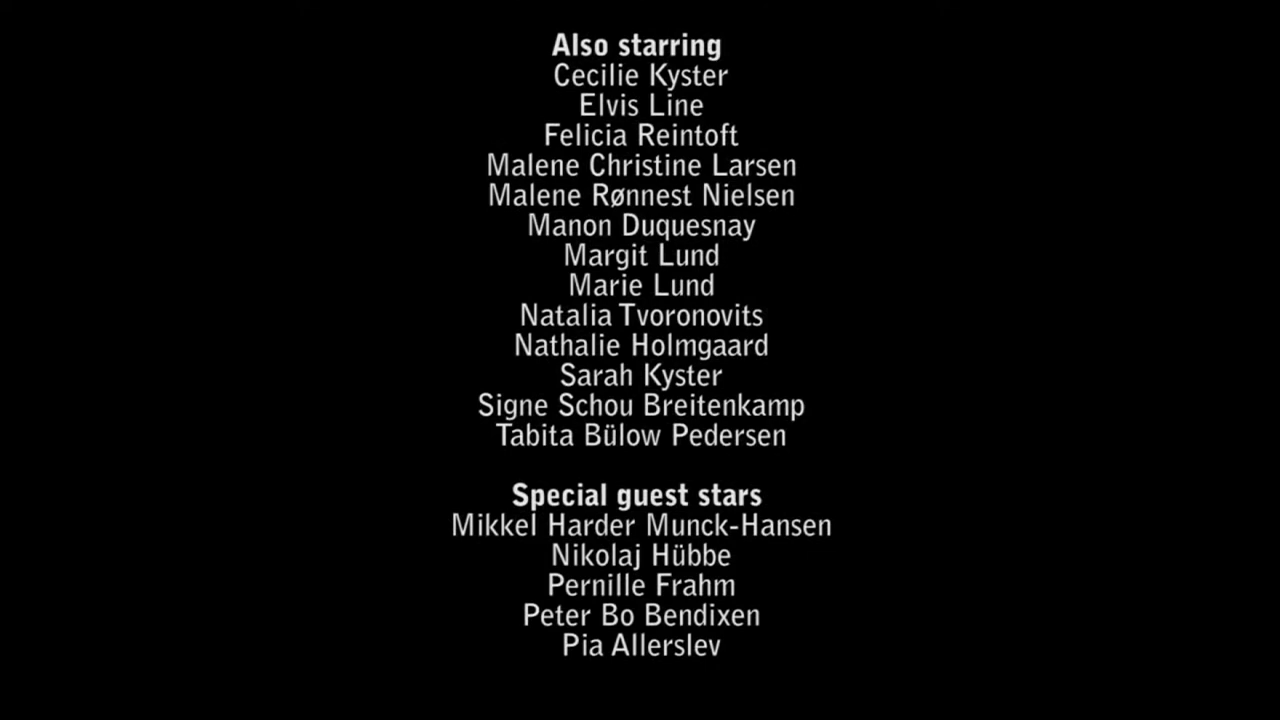 Also starring
Cecilie Kyster
Elvis Line
Felicia Reintoft
Malene Christine Larsen
Malene Rønnest Nielsen
Manon Duquesnay
Margit Lund
Marie Lund
Natalia Tvoronovits
Nathalie Holmgaard
Sarah Kyster
Signe Schou Breitenkamp
Tabita Bülow Pedersen
Special guest stars
Mikkel Harder Munck-Hansen
Nikolaj Hübbe
Pernille Frahm
Peter Bo Bendixen
Pia Allerslev